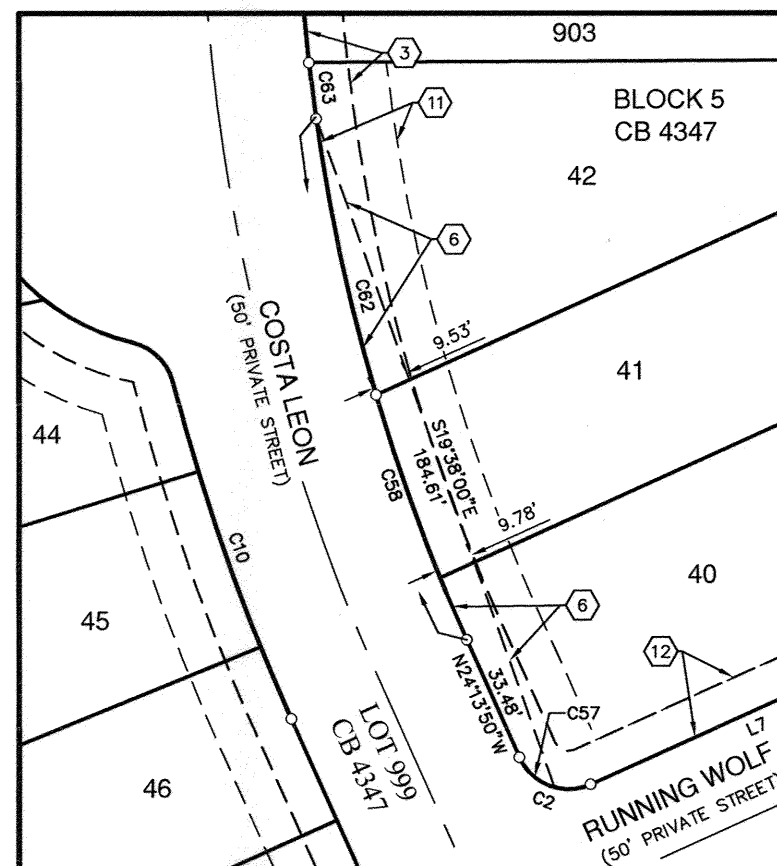 903
3
C63
11
BLOCK 5
CB 4347
42
6
C62
COSTA LEON
(50' PRIVATE STREET)
9.53'
41
44
S19°38'00"E
184.61'
C58
9.78'
C10
40
45
6
12
N24°13'50"W
33.48'
C57
LOT 999
CB 4347
L7
46
C2
RUNNING WOLF
(50' PRIVATE STREET)